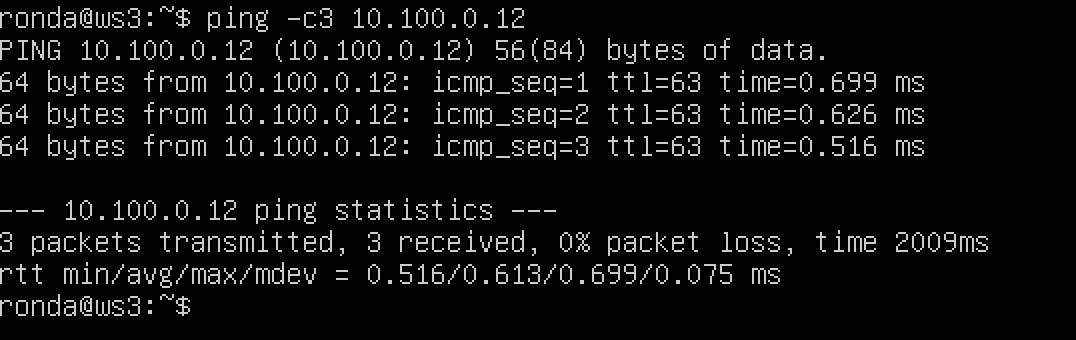 ronda@ws3:~$ ping -c3 10.100.0.12
PING 10.100.0.12 (10.100.0.12) 56(84) bytes of data.
64 bytes from 10.100.0.12: icmp_seq=1 ttl=63 time=0.699 ms
64 bytes from 10.100.0.12: icmp_seq=2 ttl=63 time=0.626 ms
64 bytes from 10.100.0.12: icmp_seq=3 ttl=63 time=0.516 ms

--- 10.100.0.12 ping statistics ---
3 packets transmitted, 3 received, 0% packet loss, time 2009ms
rtt min/avg/max/mdev = 0.516/0.613/0.699/0.075 ms
ronda@ws3:~$